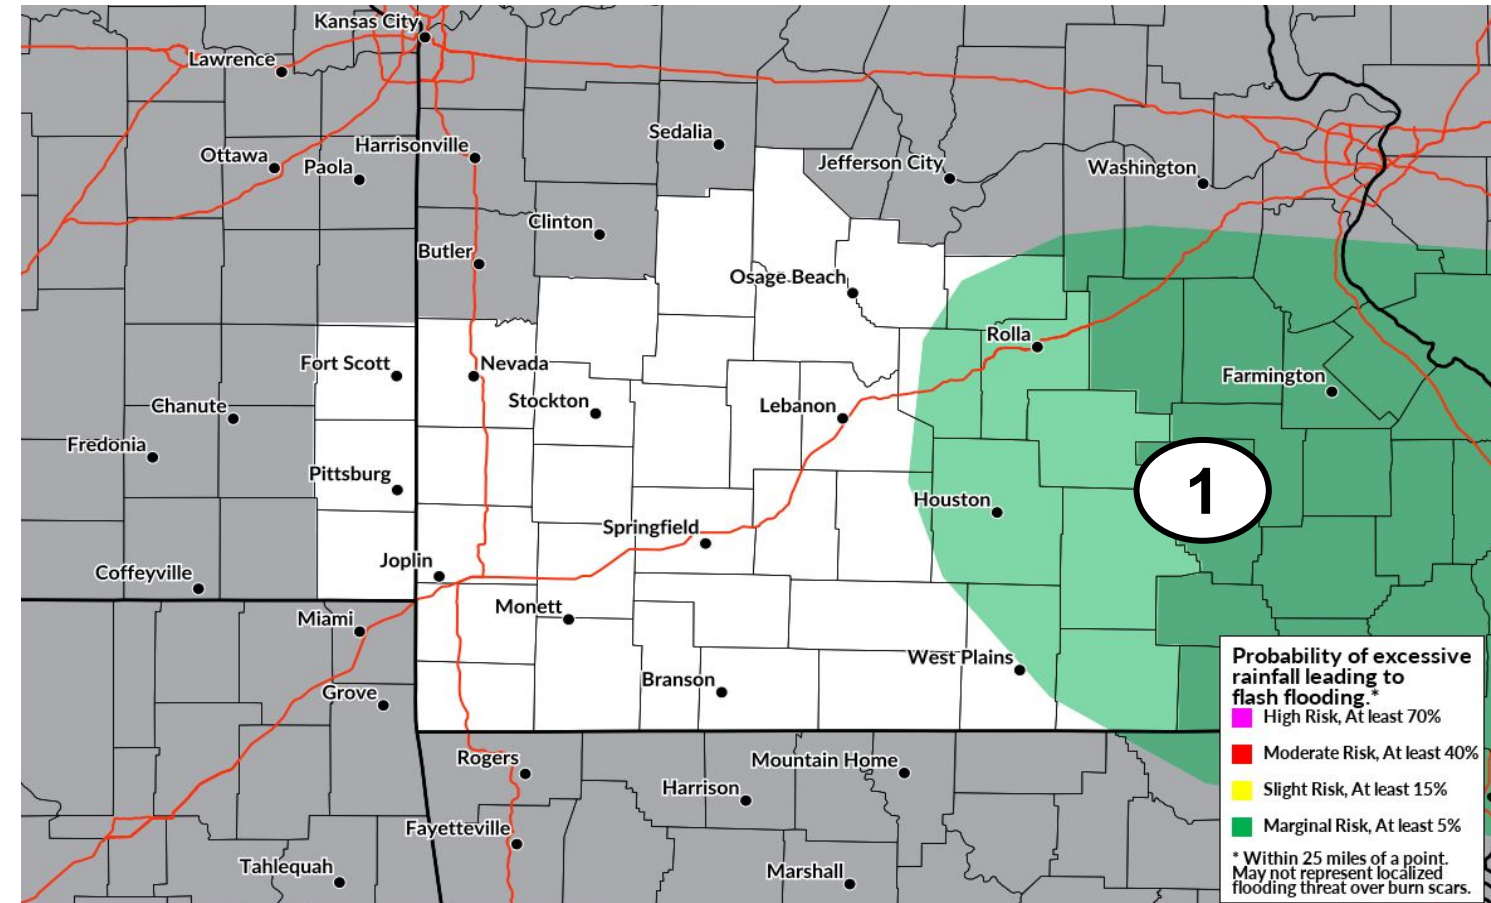 Kansas City
Lawrence
Sedalia
Harrisonville
Ottawa
Paola
Jefferson City
Washington
Clinton
Butler
Osage Beach
Rolla
Fort Scott
Nevada
Farmington
Stockton
Lebanon
Chanute
Fredonia
Pittsburg
1
Houston
Springfield
Joplin
Coffeyville
Monett
Miami
West Plains
Branson
Grove
Rogers
Mountain Home
Harrison
Fayetteville
Tahlequah
Marshall
Probability of excessive
rainfall leading to
flash flooding.*
High Risk, At least 70%
Moderate Risk, At least 40%
Slight Risk, At least 15%
Marginal Risk, At least 5%
* Within 25 miles of a point.
May not represent localized
flooding threat over burn scars.